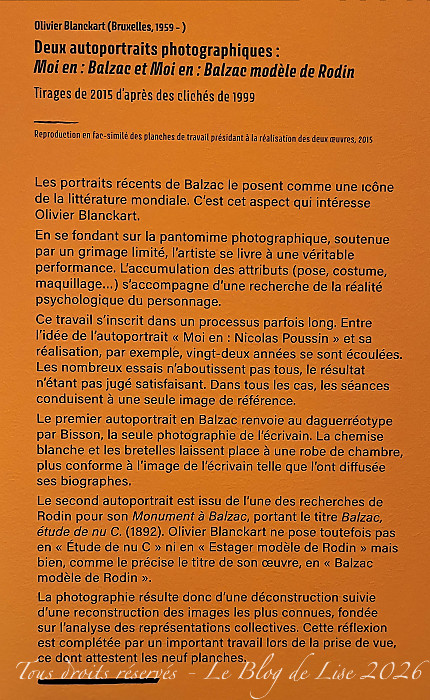 Olivier Blanckart (Bruxelles, 1959 - )
Deux autoportraits photographiques :
Moi en : Balzac et Moi en : Balzac modèle de Rodin
Tirages de 2015 d'après des clichés de 1999
Reproduction en fac-similé des planches de travail présidant à la réalisation des deux œuvres, 2015
Les portraits récents de Balzac le posent comme une icône
de la littérature mondiale. C'est cet aspect qui intéresse
Olivier Blanckart.
En se fondant sur la pantomime photographique, soutenue
par un grimage limité, l'artiste se livre à une véritable
performance. L'accumulation des attributs (pose, costume,
maquillage...) s'accompagne d'une recherche de la réalité
psychologique du personnage.
Ce travail s'inscrit dans un processus parfois long. Entre
l'idée de l'autoportrait « Moi en : Nicolas Poussin » et sa
réalisation, par exemple, vingt-deux années se sont écoulées.
Les nombreux essais n'aboutissent pas tous, le résultat
n'étant pas jugé satisfaisant. Dans tous les cas, les séances
conduisent à une seule image de référence.
Le premier autoportrait en Balzac renvoie au daguerréotype
par Bisson, la seule photographie de l'écrivain. La chemise
blanche et les bretelles laissent place à une robe de chambre,
plus conforme à l'image de l'écrivain telle que l'ont diffusée
ses biographes.
Le second autoportrait est issu de l'une des recherches de
Rodin pour son Monument à Balzac, portant le titre Balzac,
étude de nu C. (1892). Olivier Blanckart ne pose toutefois pas
en « Étude de nu C » ni en « Estager modèle de Rodin » mais
bien, comme le précise le titre de son œuvre, en « Balzac
modèle de Rodin ».
La photographie résulte donc d'une déconstruction suivie
d'une reconstruction des images les plus connues, fondée
sur l'analyse des représentations collectives. Cette réflexion
est complétée par un important travail lors de la prise de vue,
ce dont attestent les neuf planches.
Tous droits réservés - Le Blog de Lise 2026